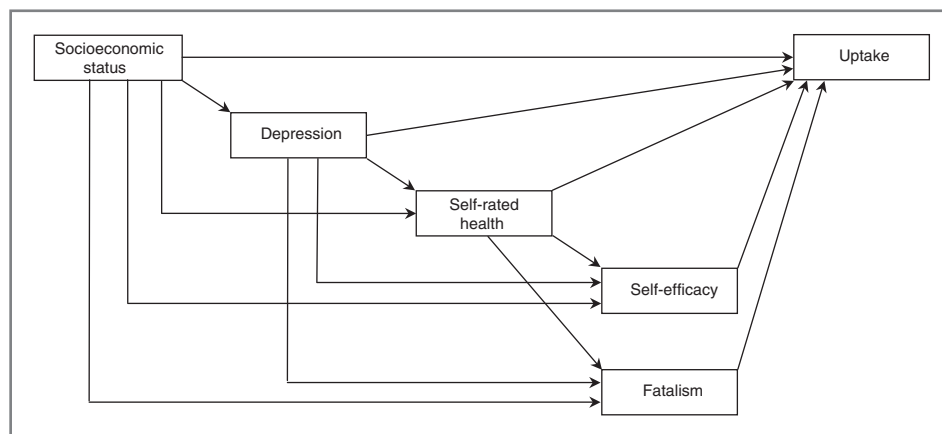 Socioeconomic
status
Uptake
Depression
Self-rated
health
Self-efficacy
Fatalism